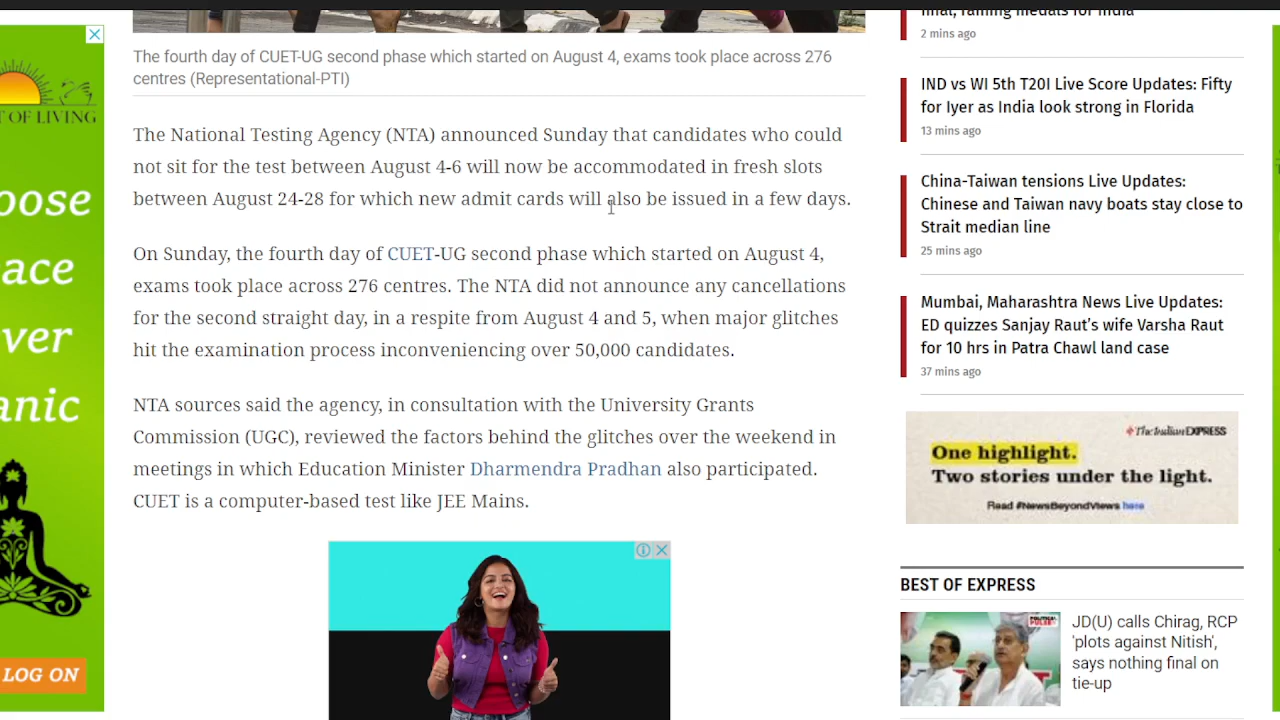 The fourth day of CUET-UG second phase which started on August 4, exams took place across 276
centres (Representational-PTI)
The National Testing Agency (NTA) announced Sunday that candidates who could
not sit for the test between August 4-6 will now be accommodated in fresh slots
between August 24-28 for which new admit cards will also be issued in a few days.
On Sunday, the fourth day of CUET-UG second phase which started on August 4,
exams took place across 276 centres. The NTA did not announce any cancellations
for the second straight day, in a respite from August 4 and 5, when major glitches
hit the examination process inconveniencing over 50,000 candidates.
NTA sources said the agency, in consultation with the University Grants
Commission (UGC), reviewed the factors behind the glitches over the weekend in
meetings in which Education Minister Dharmendra Pradhan also participated.
CUET is a computer-based test like JEE Mains.
medals for India
2 mins ago
IND vs WI 5th T20I Live Score Updates: Fifty
for Iyer as India look strong in Florida
13 mins ago
China-Taiwan tensions Live Updates:
Chinese and Taiwan navy boats stay close to
Strait median line
25 mins ago
Mumbai, Maharashtra News Live Updates:
ED quizzes Sanjay Raut's wife Varsha Raut
for 10 hrs in Patra Chawl land case
37 mins ago
The Indian EXPRESS
One highlight.
Two stories under the light.
Read #NewsBeyondViews here
BEST OF EXPRESS
POLITICAL
PULSE
JD(U) calls Chirag, RCP
'plots against Nitish',
says nothing final on
tie-up
OF LIVING
LOG ON